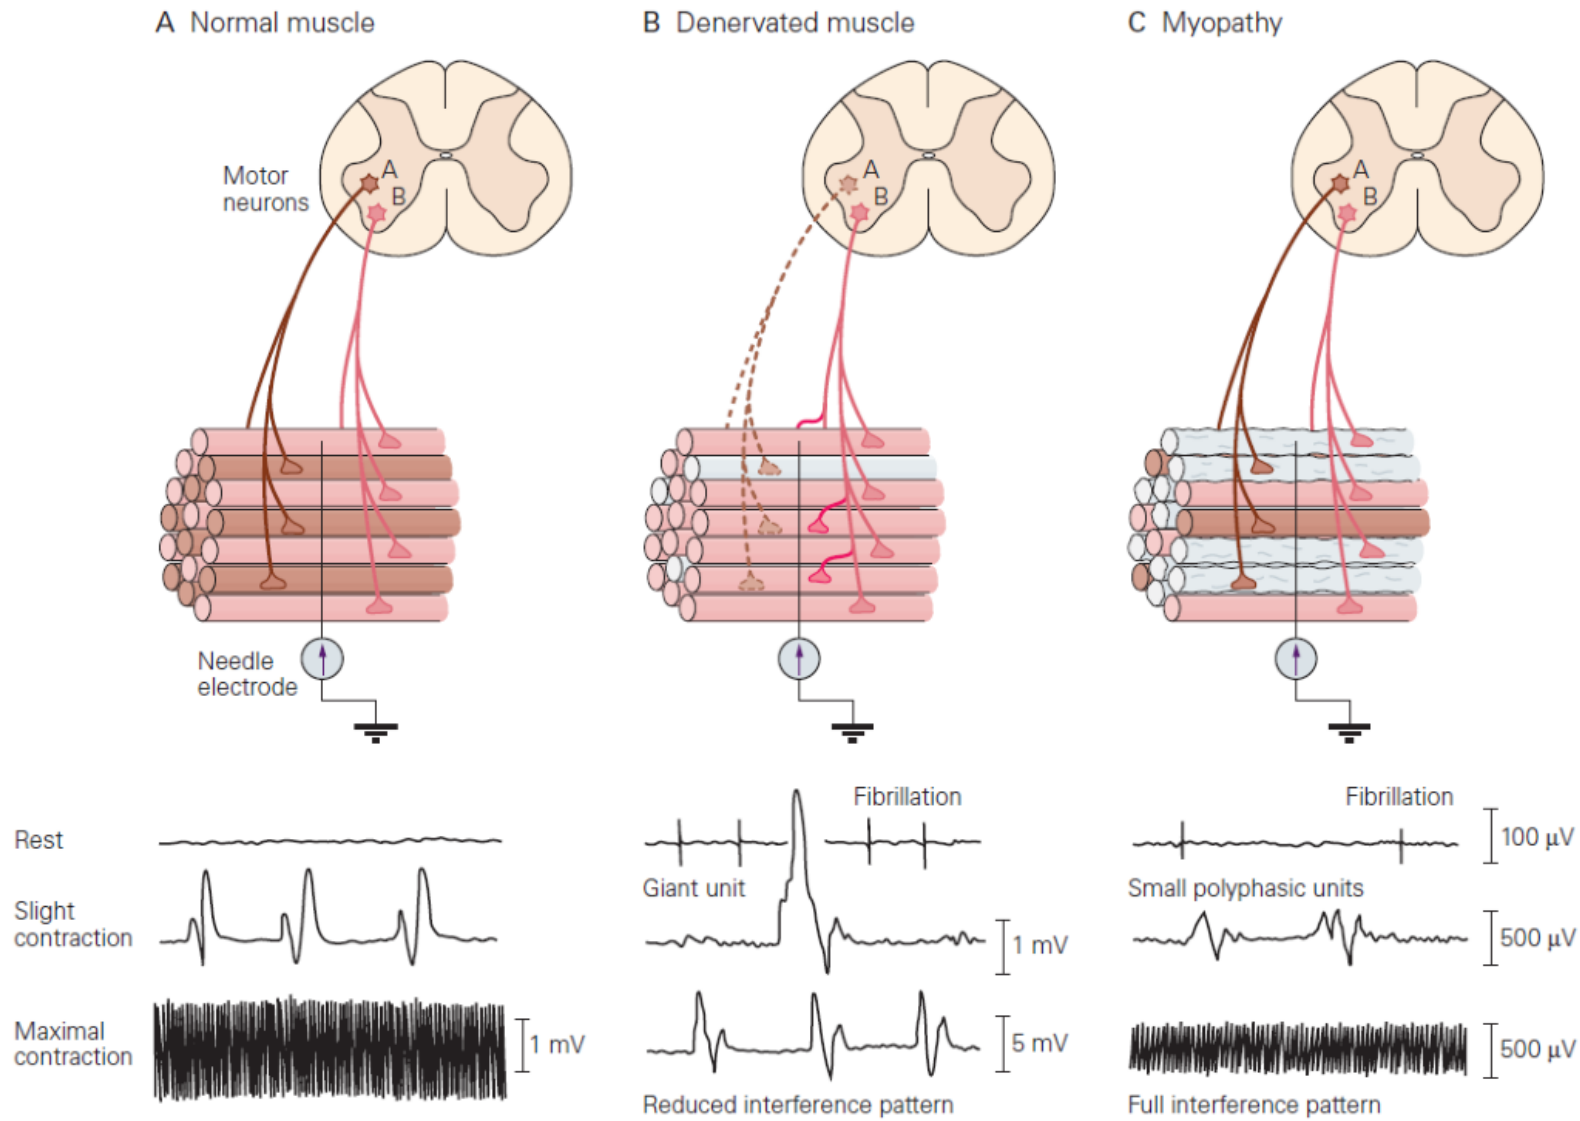 A Normal muscle
B Denervated muscle
C Myopathy
Motor
neurons
A
B
A
B
A
B
Needle
electrode
Rest
Slight
contraction
Maximal
contraction
1 mV
Fibrillation
Giant unit
1 mV
5 mV
Reduced interference pattern
Fibrillation
100 μV
Small polyphasic units
500 μV
500 μV
Full interference pattern